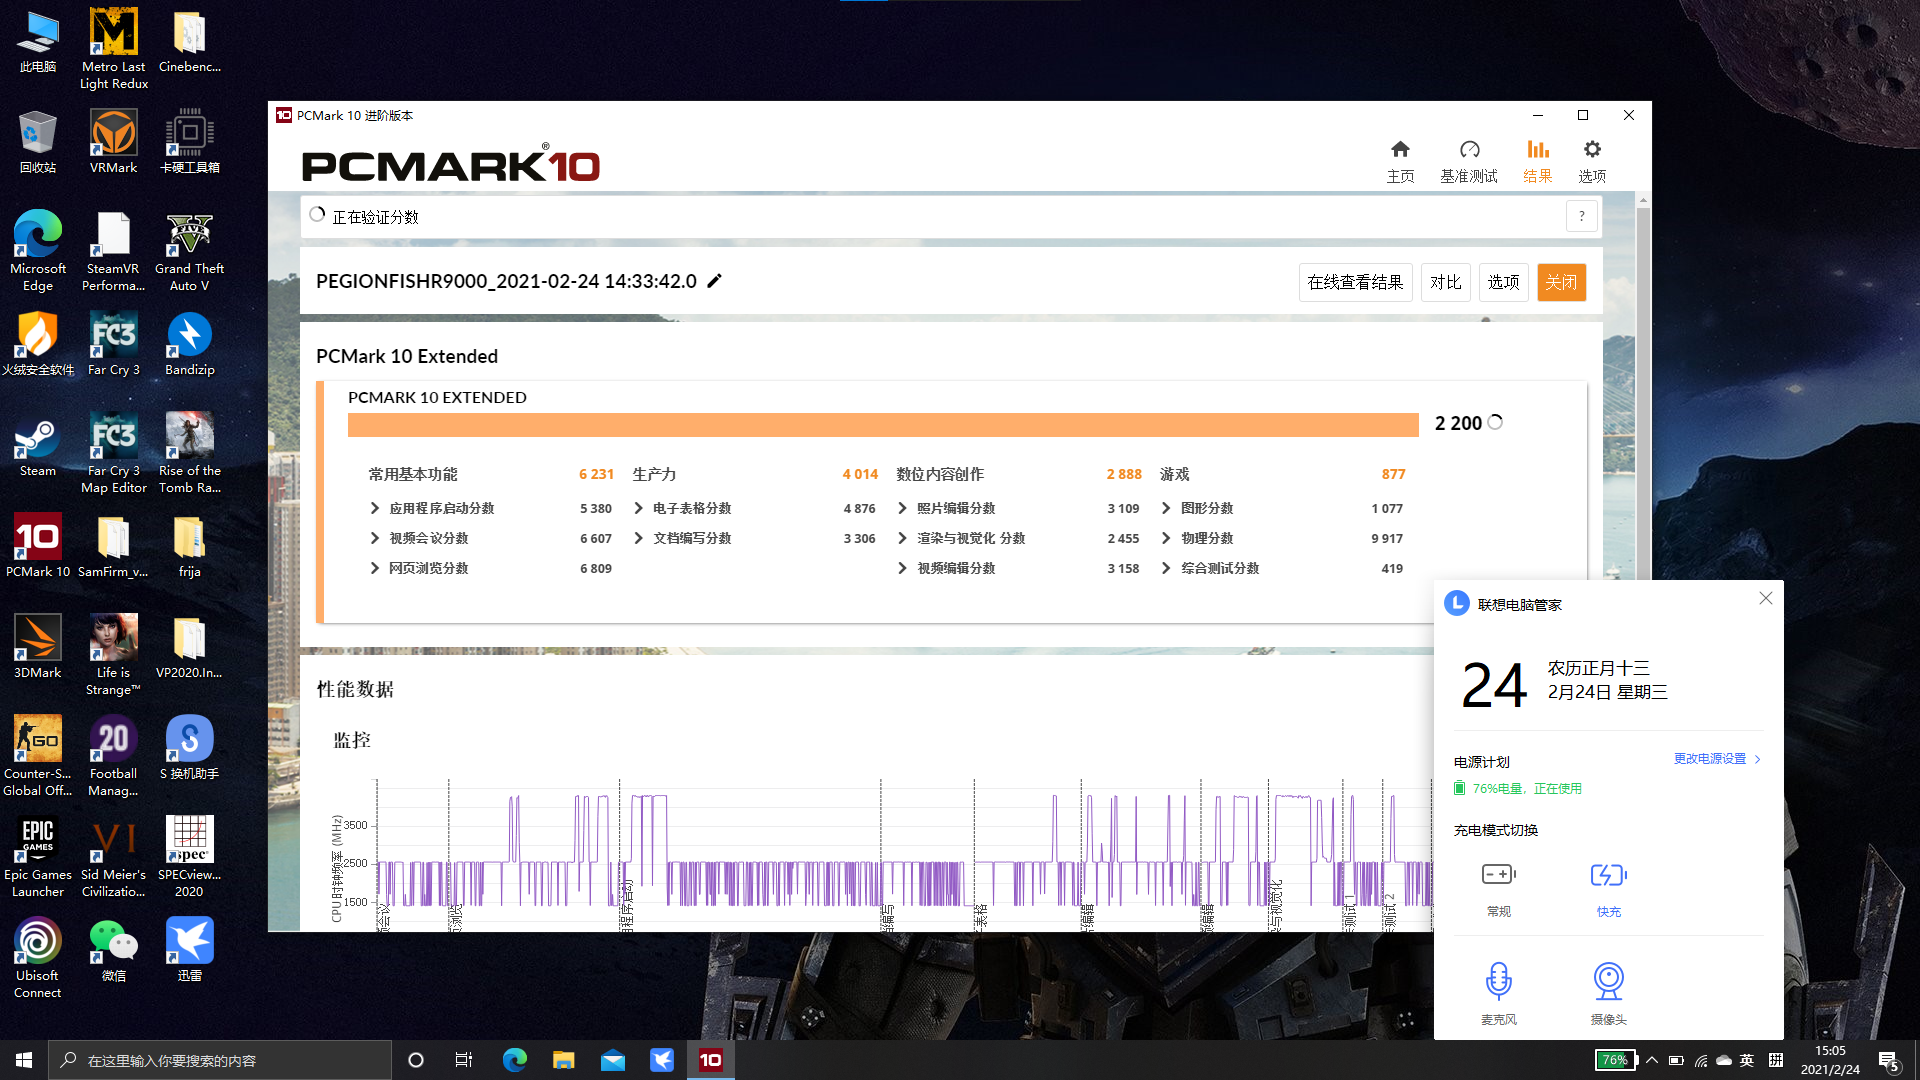 此电脑
Metro Last
Light Redux
Cinebenc...
回收站
VRMark
卡硬工具箱
Microsoft
Edge
SteamVR
Performa...
Grand Theft
Auto V
火绒安全软件
Far Cry 3
Bandizip
Steam
Far Cry 3
Map Editor
Rise of the
Tomb Ra...
PCMark 10
SamFirm_v...
frija
3DMark
Life is
Strange™
VP2020.In...
Counter-S...
Global Off...
Football
Manag...
S 换机助手
Epic Games
Launcher
Sid Meier's
Civilizatio...
SPECview...
2020
Ubisoft
Connect
微信
迅雷
10 PCMark 10 进阶版本
PCMARK®10
主页
基准测试
结果
选项
正在验证分数
?
PEGIONFISHR9000_2021-02-24 14:33:42.0
在线查看结果
对比
选项
关闭
PCMark 10 Extended
PCMARK 10 EXTENDED
2 200
常用基本功能 6 231
应用程序启动分数 5 380
视频会议分数 6 607
网页浏览分数 6 809
生产力 4 014
电子表格分数 4 876
文档编写分数 3 306
数位内容创作 2 888
照片编辑分数 3 109
渲染与视觉化 分数 2 455
视频编辑分数 3 158
游戏 877
图形分数 1 077
物理分数 9 917
综合测试分数 419
性能数据
监控
CPU 时钟频率 (MHz)
3500
2500
1500
联想电脑管家
24
农历正月十三
2月24日 星期三
电源计划
更改电源设置
76%电量，正在使用
充电模式切换
常规
快充
麦克风
摄像头
在这里输入你要搜索的内容
10
76%
英
拼
15:05
2021/2/24
5